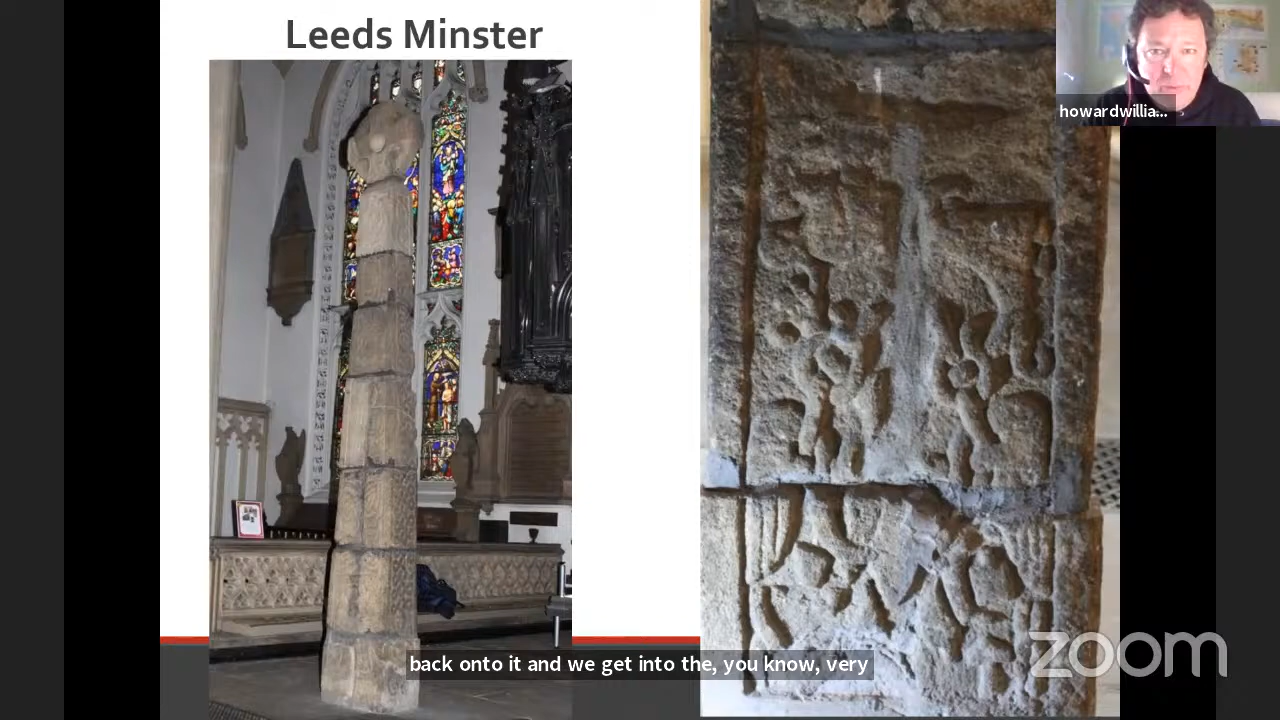 Leeds Minster
howardwillia...
back onto it and we get into the, you know, very
zoom